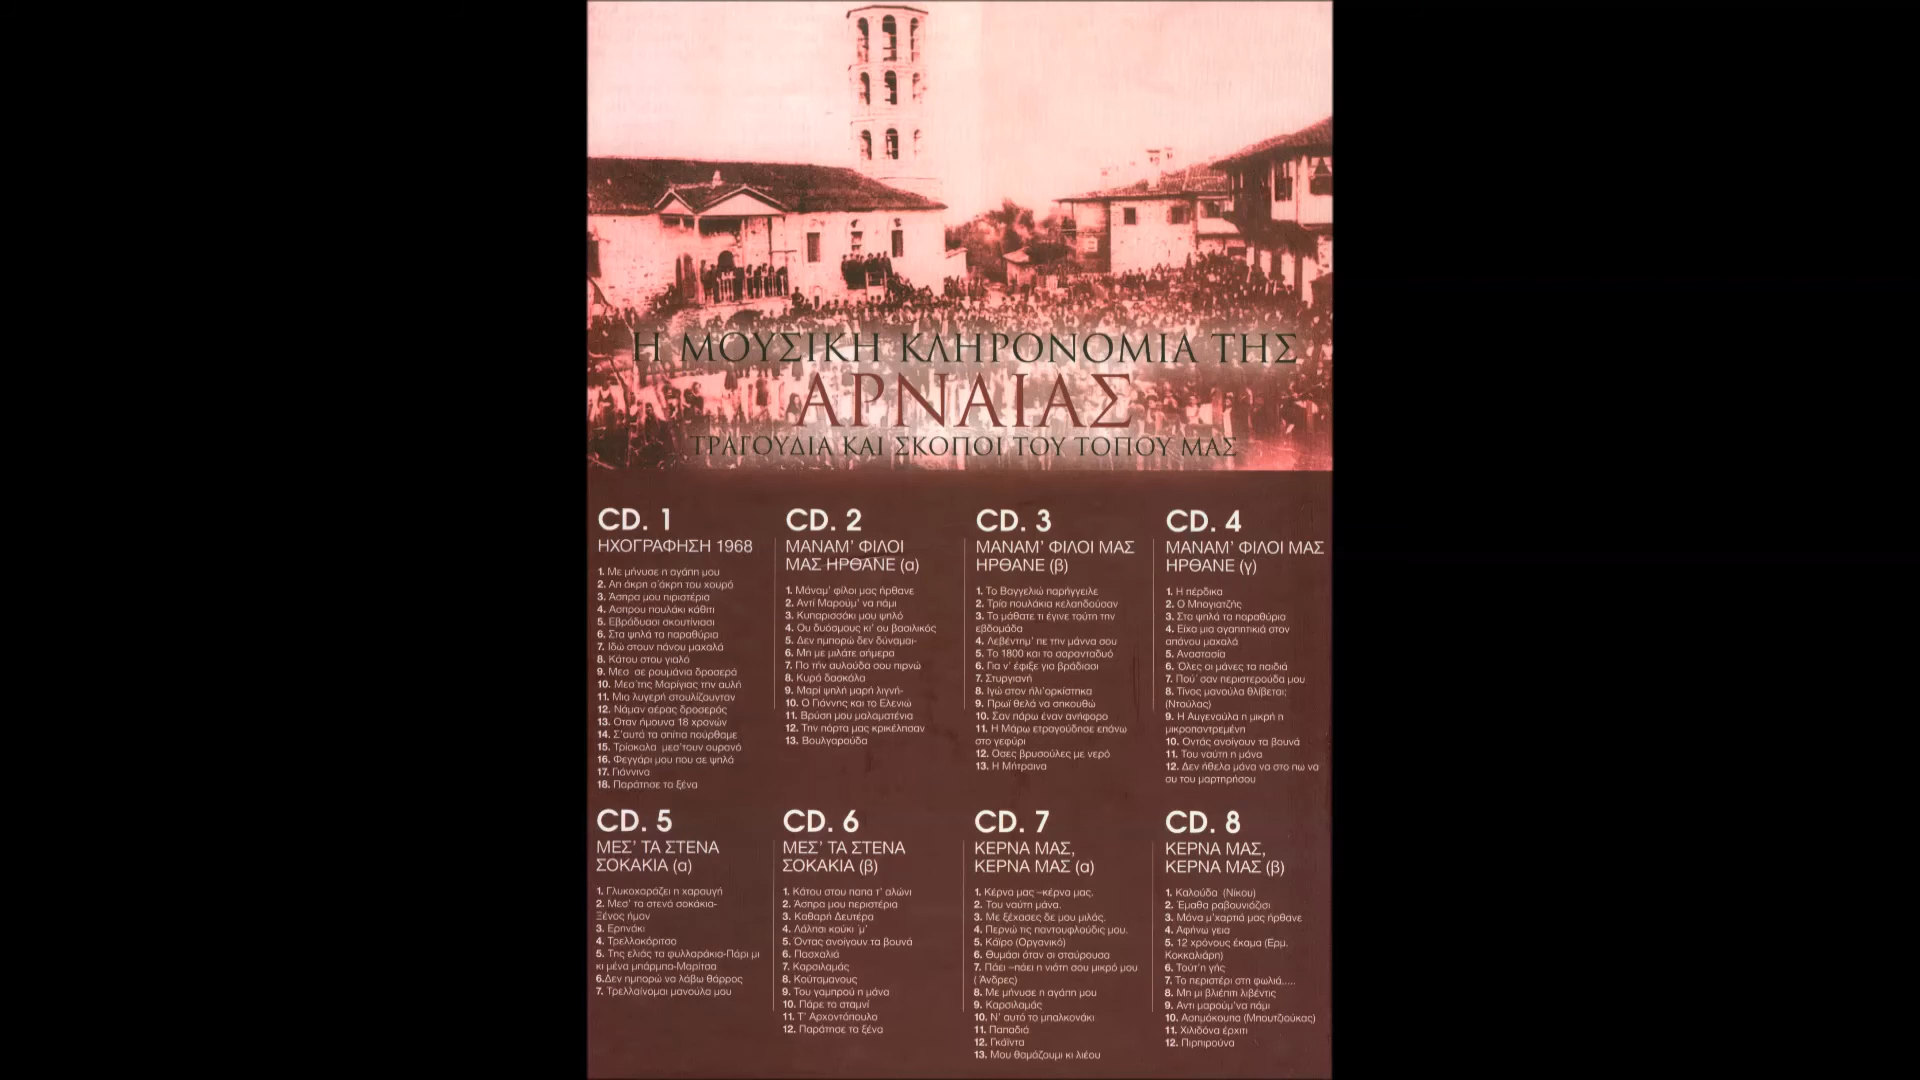 Η ΜΟΥΣΙΚΗ ΚΛΗΡΟΝΟΜΙΑ ΤΗΣ
ΑΡΝΑΙΑΣ
ΤΡΑΓΟΥΔΙΑ ΚΑΙ ΣΚΟΠΟΙ ΤΟΥ ΤΟΠΟΥ ΜΑΣ
CD. 1
ΗΧΟΓΡΑΦΗΣΗ 1968
1. Με μήνυσε η αγάπη μου
2. Απ άκρη σ΄άκρη του χουρό
3. Άσπρα μου πιριστέρια
4. Ασπρου πουλάκι κάθιτι
5. Εβράδυασι σκουτίνιασι
6. Στα ψηλά τα παραθύρια
7. Ιδώ στουν πάνου μαχαλά
8. Κάτου στου γιαλό
9. Μεσ΄ σε ρουμάνια δροσερά
10. Μεσ΄της Μαρίγιας την αυλή
11. Μια λυγερή στουλίζουνταν
12. Νάμαν αέρας δροσερός
13. Οταν ήμουνα 18 χρονών
14. Σ'αυτά τα σπίτια πούρθαμε
15. Τρίσκαλα μεσ'τουν ουρανό
16. Φεγγάρι μου που σε ψηλά
17. Γιάννινα
18. Παράτησε τα ξένα
CD. 2
ΜΑΝΑΜ' ΦΙΛΟΙ
ΜΑΣ ΗΡΘΑΝΕ (α)
1. Μάναμ' φίλοι μας ήρθανε
2. Αντί Μαρούμ' να πάμι
3. Κυπαρισσάκι μου ψηλό
4. Ου δυόσμους κι' ου βασιλικός
5. Δεν ημπορώ δεν δύναμαι-
6. Μη με μιλάτε σήμερα
7. Πο τήν αυλούδα σου πιρνώ
8. Κυρά δασκάλα
9. Μαρί ψηλή μαρή λιγνή-
10. Ο Γιάννης και το Ελενιώ
11. Βρύση μου μαλαματένια
12. Την πόρτα μας κρικέλησαν
13. Βουλγαρούδα
CD. 3
ΜΑΝΑΜ' ΦΙΛΟΙ ΜΑΣ
ΗΡΘΑΝΕ (β)
1. Το Βαγγελιώ παρήγγειλε
2. Τρία πουλάκια κελαηδούσαν
3. Το μάθατε τι έγινε τούτη την
εβδομάδα
4. Λεβέντημ' πε την μάννα σου
5. Το 1800 και το σαρανταδυό
6. Για ν' έφιξε για βράδιασι
7. Στυργιανή
8. Ιγώ στον ήλι'ορκίστηκα
9. Πρωί θελά να σηκουθώ
10. Σαν πάρω έναν ανήφορο
11. Η Μάρω ετραγούδησε επάνω
στο γεφύρι
12. Οσες βρυσούλες με νερό
13. Η Μήτραινα
CD. 4
ΜΑΝΑΜ' ΦΙΛΟΙ ΜΑΣ
ΗΡΘΑΝΕ (γ)
1. Η πέρδικα
2. Ο Μπογιατζής
3. Στα ψηλά τα παραθύρια
4. Είχα μια αγαπητικιά στον
απάνου μαχαλά
5. Αναστασία
6. Όλες οι μάνες τα παιδιά
7. Πού΄ σαν περιστερούδα μου
8. Τίνος μανούλα θλίβεται;
(Ντούλας)
9. Η Αυγενούλα η μικρή η
μικροπαντρεμένη
10. Οντάς ανοίγουν τα βουνά
11. Του ναύτη η μάνα
12. Δεν ήθελα μάνα να στο πω να
συ του μαρτηρήσου
CD. 5
ΜΕΣ' ΤΑ ΣΤΕΝΑ
ΣΟΚΑΚΙΑ (α)
1. Γλυκοχαράζει η χαραυγή
2. Μεσ' τα στενά σοκάκια-
Ξένος ήμον
3. Ερηνάκι
4. Τρελλοκόριτσο
5. Της ελιάς τα φυλλαράκια-Πάρι μι
κι μένα μπάρμπα-Μαρίτσα
6.Δεν ημπορώ να λάβω θάρρος
7. Τρελλαίνομαι μανούλα μου
CD. 6
ΜΕΣ' ΤΑ ΣΤΕΝΑ
ΣΟΚΑΚΙΑ (β)
1. Κάτου στου παπα τ' αλώνι
2. Άσπρα μου περιστέρια
3. Καθαρή Δευτέρα
4. Λάλησι κούκι ΄μ'
5. Όντας ανοίγουν τα βουνά
6. Πασχαλιά
7. Καρσιλαμάς
8. Κούτσμανους
9. Του γαμπρού η μάνα
10. Πάρε το σταμνί
11. Τ' Αρχοντόπουλο
12. Παράτησε τα ξένα
CD. 7
ΚΕΡΝΑ ΜΑΣ,
ΚΕΡΝΑ ΜΑΣ (α)
1. Κέρνα μας –κέρνα μας.
2. Του ναύτη μάνα.
3. Με ξέχασες δε μου μιλάς.
4. Περνώ τις παντουφλούδις μου.
5. Κάϊρο (Οργανικό)
6. Θυμάσι όταν σι σταύρουσα
7. Πάει –πάει η νιότη σου μικρό μου
( Άνδρες)
8. Με μήνυσε η αγάπη μου
9. Καρσιλαμάς
10. Ν' αυτό το μπαλκονάκι
11. Παπαδιά
12. Γκάϊντα
13. Μου θαμάζουμι κι λιέου
CD. 8
ΚΕΡΝΑ ΜΑΣ,
ΚΕΡΝΑ ΜΑΣ (β)
1. Καλούδα (Νίκου)
2. Έμαθα ραβουνιόζισι
3. Μάνα μ'χαρτιά μας ήρθανε
4. Αφήνω γεια
5. 12 χρόνους έκαμα (Ερμ.
Κοκκαλιάρη)
6. Τούτ'η γής
7. Το περιστέρι στη φωλιά.....
8. Μη μι βλιέπιτι λιβέντις
9. Αντι μαρούμ'να πάμι
10. Ασημόκουπα (Μπουτζιούκας)
11. Χιλιδόνα έρχιτι
12. Πιρπιρούνα